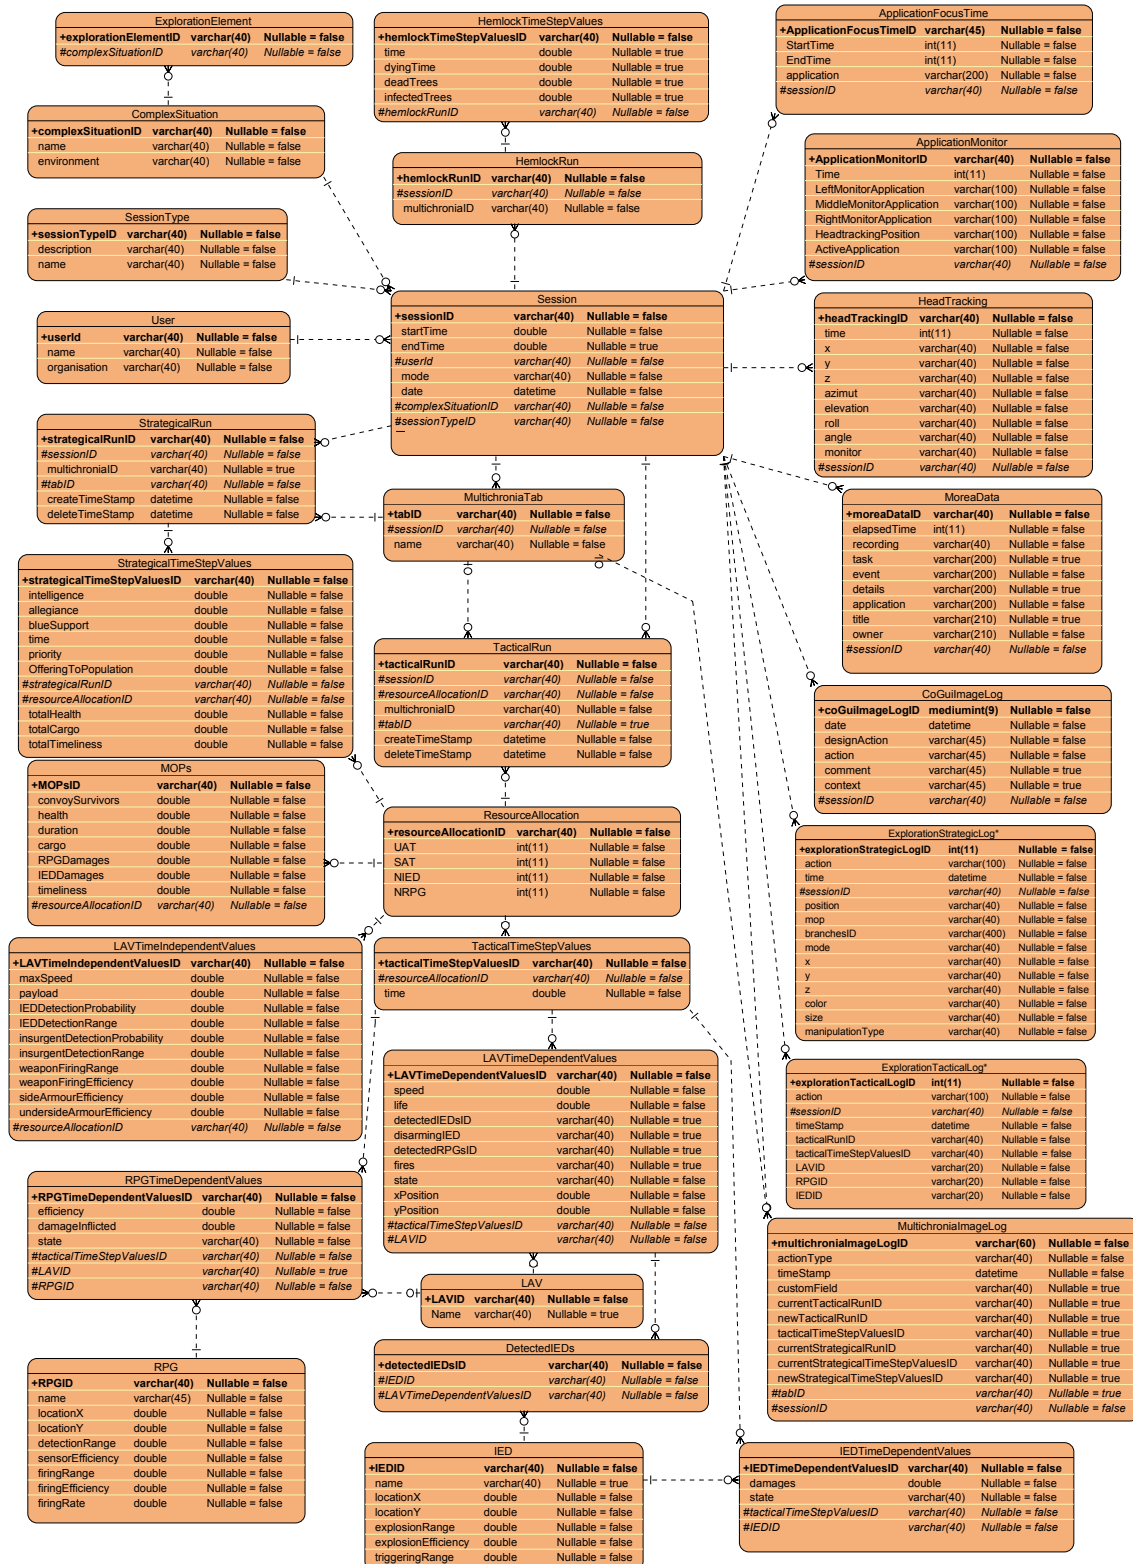 ExplorationElement
+explorationElementID varchar(40) Nullable = false
#complexSituationID varchar(40) Nullable = false
HemlockTimeStepValues
+hemlockTimeStepValuesID varchar(40) Nullable = false
time double Nullable = true
dyingTime double Nullable = true
deadTrees double Nullable = true
infectedTrees double Nullable = true
#hemlockRunID varchar(40) Nullable = false
ApplicationFocusTime
+ApplicationFocusTimeID varchar(45) Nullable = false
StartTime int(11) Nullable = false
EndTime int(11) Nullable = false
application varchar(200) Nullable = false
#sessionID varchar(40) Nullable = false
ComplexSituation
+complexSituationID varchar(40) Nullable = false
name varchar(40) Nullable = false
environment varchar(40) Nullable = false
HemlockRun
+hemlockRunID varchar(40) Nullable = false
#sessionID varchar(40) Nullable = false
multichroniaID varchar(40) Nullable = false
ApplicationMonitor
+ApplicationMonitorID varchar(40) Nullable = false
Time int(11) Nullable = false
LeftMonitorApplication varchar(100) Nullable = false
MiddleMonitorApplication varchar(100) Nullable = false
RightMonitorApplication varchar(100) Nullable = false
HeadtrackingPosition varchar(100) Nullable = false
ActiveApplication varchar(100) Nullable = false
#sessionID varchar(40) Nullable = false
SessionType
+sessionTypeID varchar(40) Nullable = false
description varchar(40) Nullable = false
name varchar(40) Nullable = false
User
+userId varchar(40) Nullable = false
name varchar(40) Nullable = false
organisation varchar(40) Nullable = false
Session
+sessionID varchar(40) Nullable = false
startTime double Nullable = false
endTime double Nullable = true
#userId varchar(40) Nullable = false
mode varchar(40) Nullable = false
date datetime Nullable = false
#complexSituationID varchar(40) Nullable = false
#sessionTypeID varchar(40) Nullable = false
HeadTracking
+headTrackingID varchar(40) Nullable = false
time int(11) Nullable = false
x varchar(40) Nullable = false
y varchar(40) Nullable = false
z varchar(40) Nullable = false
azimut varchar(40) Nullable = false
elevation varchar(40) Nullable = false
roll varchar(40) Nullable = false
angle varchar(40) Nullable = false
monitor varchar(40) Nullable = false
#sessionID varchar(40) Nullable = false
StrategicalRun
+strategicalRunID varchar(40) Nullable = false
#sessionID varchar(40) Nullable = false
multichroniaID varchar(40) Nullable = true
#tabID varchar(40) Nullable = false
createTimeStamp datetime Nullable = false
deleteTimeStamp datetime Nullable = false
MultichroniaTab
+tabID varchar(40) Nullable = false
#sessionID varchar(40) Nullable = false
name varchar(40) Nullable = false
MoreaData
+moreaDataID varchar(40) Nullable = false
elapsedTime int(11) Nullable = false
recording varchar(40) Nullable = false
task varchar(200) Nullable = true
event varchar(200) Nullable = false
details varchar(200) Nullable = true
application varchar(200) Nullable = false
title varchar(210) Nullable = true
owner varchar(210) Nullable = false
#sessionID varchar(40) Nullable = false
StrategicalTimeStepValues
+strategicalTimeStepValuesID varchar(40) Nullable = false
intelligence double Nullable = false
allegiance double Nullable = false
blueSupport double Nullable = false
time double Nullable = false
priority double Nullable = false
OfferingToPopulation double Nullable = false
#strategicalRunID varchar(40) Nullable = false
#resourceAllocationID varchar(40) Nullable = false
totalHealth double Nullable = false
totalCargo double Nullable = false
totalTimeliness double Nullable = false
TacticalRun
+tacticalRunID varchar(40) Nullable = false
#sessionID varchar(40) Nullable = false
#resourceAllocationID varchar(40) Nullable = false
multichroniaID varchar(40) Nullable = false
#tabID varchar(40) Nullable = true
createTimeStamp datetime Nullable = false
deleteTimeStamp datetime Nullable = false
CoGuiImageLog
+coGuiImageLogID mediumint(9) Nullable = false
date datetime Nullable = false
designAction varchar(45) Nullable = false
action varchar(45) Nullable = false
comment varchar(45) Nullable = true
context varchar(45) Nullable = true
#sessionID varchar(40) Nullable = false
MOPs
+MOPsID varchar(40) Nullable = false
convoySurvivors double Nullable = false
health double Nullable = false
duration double Nullable = false
cargo double Nullable = false
RPGDamages double Nullable = false
IEDDamages double Nullable = false
timeliness double Nullable = false
#resourceAllocationID varchar(40) Nullable = false
ResourceAllocation
+resourceAllocationID varchar(40) Nullable = false
UAT int(11) Nullable = false
SAT int(11) Nullable = false
NIED int(11) Nullable = false
NRPG int(11) Nullable = false
ExplorationStrategicLog*
+explorationStrategicLogID int(11) Nullable = false
action varchar(100) Nullable = false
time datetime Nullable = false
#sessionID varchar(40) Nullable = false
position varchar(40) Nullable = false
mop varchar(40) Nullable = false
branchesID varchar(400) Nullable = false
mode varchar(40) Nullable = false
x varchar(40) Nullable = false
y varchar(40) Nullable = false
z varchar(40) Nullable = false
color varchar(40) Nullable = false
size varchar(40) Nullable = false
manipulationType varchar(40) Nullable = false
LAVTimeIndependentValues
+LAVTimeIndependentValuesID varchar(40) Nullable = false
maxSpeed double Nullable = false
payload double Nullable = false
IEDDetectionProbability double Nullable = false
IEDDetectionRange double Nullable = false
insurgentDetectionProbability double Nullable = false
insurgentDetectionRange double Nullable = false
weaponFiringRange double Nullable = false
weaponFiringEfficiency double Nullable = false
sideArmourEfficiency double Nullable = false
undersideArmourEfficiency double Nullable = false
#resourceAllocationID varchar(40) Nullable = false
TacticalTimeStepValues
+tacticalTimeStepValuesID varchar(40) Nullable = false
#resourceAllocationID varchar(40) Nullable = false
time double Nullable = false
LAVTimeDependentValues
+LAVTimeDependentValuesID varchar(40) Nullable = false
speed double Nullable = false
life double Nullable = false
detectedIEDsID varchar(40) Nullable = true
disarmingIED varchar(40) Nullable = true
detectedRPGsID varchar(40) Nullable = true
fires varchar(40) Nullable = true
state varchar(40) Nullable = false
xPosition double Nullable = false
yPosition double Nullable = false
#tacticalTimeStepValuesID varchar(40) Nullable = false
#LAVID varchar(40) Nullable = false
ExplorationTacticalLog*
+explorationTacticalLogID int(11) Nullable = false
action varchar(100) Nullable = false
#sessionID varchar(40) Nullable = false
timeStamp datetime Nullable = false
tacticalRunID varchar(40) Nullable = false
tacticalTimeStepValuesID varchar(40) Nullable = false
LAVID varchar(20) Nullable = false
RPGID varchar(20) Nullable = false
IEDID varchar(20) Nullable = false
RPGTimeDependentValues
+RPGTimeDependentValuesID varchar(40) Nullable = false
efficiency double Nullable = false
damageInflicted double Nullable = false
state varchar(40) Nullable = false
#tacticalTimeStepValuesID varchar(40) Nullable = false
#LAVID varchar(40) Nullable = true
#RPGID varchar(40) Nullable = false
LAV
+LAVID varchar(40) Nullable = false
Name varchar(40) Nullable = true
MultichroniaImageLog
+multichroniaImageLogID varchar(60) Nullable = false
actionType varchar(40) Nullable = false
timeStamp datetime Nullable = false
customField varchar(40) Nullable = true
currentTacticalRunID varchar(40) Nullable = true
newTacticalRunID varchar(40) Nullable = true
tacticalTimeStepValuesID varchar(40) Nullable = true
currentStrategicalRunID varchar(40) Nullable = true
currentStrategicalTimeStepValuesID varchar(40) Nullable = true
newStrategicalTimeStepValuesID varchar(40) Nullable = true
#tabID varchar(40) Nullable = true
#sessionID varchar(40) Nullable = false
DetectedIEDs
+detectedIEDsID varchar(40) Nullable = false
#IEDID varchar(40) Nullable = false
#LAVTimeDependentValuesID varchar(40) Nullable = false
RPG
+RPGID varchar(40) Nullable = false
name varchar(45) Nullable = false
locationX double Nullable = false
locationY double Nullable = false
detectionRange double Nullable = false
sensorEfficiency double Nullable = false
firingRange double Nullable = false
firingEfficiency double Nullable = false
firingRate double Nullable = false
IED
+IEDID varchar(40) Nullable = false
name varchar(40) Nullable = true
locationX double Nullable = false
locationY double Nullable = false
explosionRange double Nullable = false
explosionEfficiency double Nullable = false
triggeringRange double Nullable = false
IEDTimeDependentValues
+IEDTimeDependentValuesID varchar(40) Nullable = false
damages double Nullable = false
state varchar(40) Nullable = false
#tacticalTimeStepValuesID varchar(40) Nullable = false
#IEDID varchar(40) Nullable = false